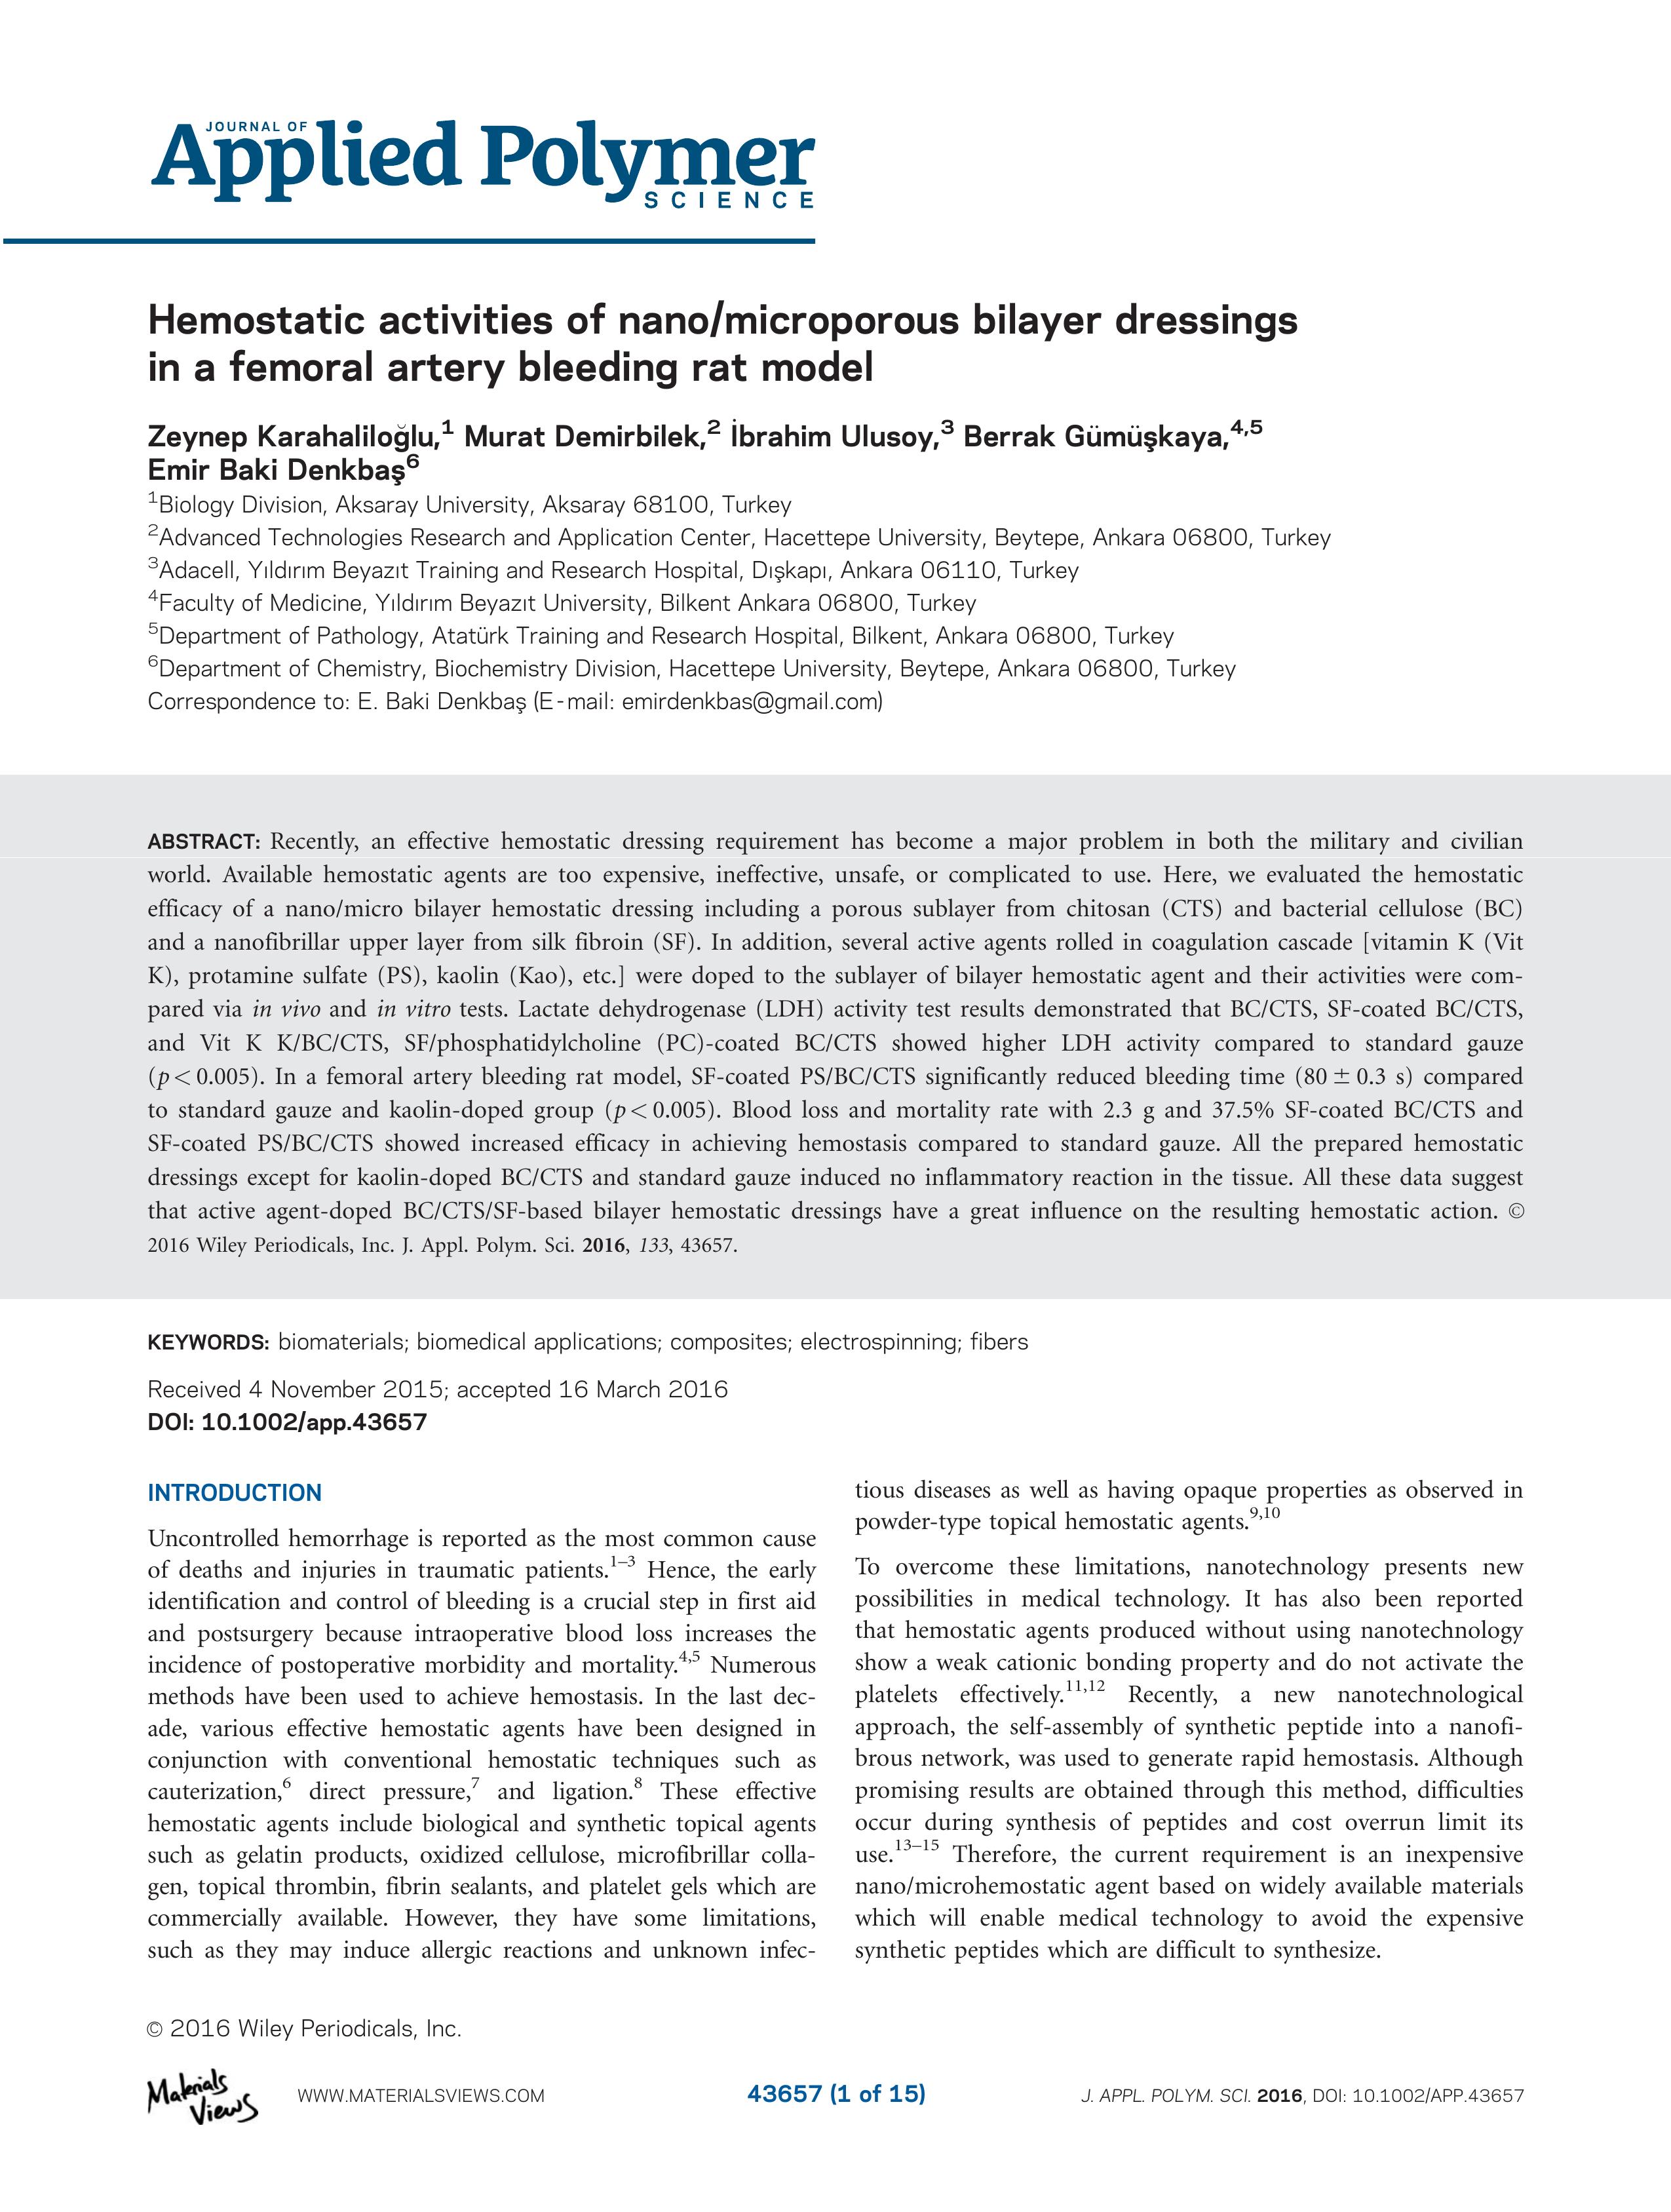 JOURNAL OF
Applied Polymer
SCIENCE
Hemostatic activities of nano/microporous bilayer dressings
in a femoral artery bleeding rat model
Zeynep Karahaliloğlu,1 Murat Demirbilek,2 İbrahim Ulusoy,3 Berrak Gümüşkaya,4,5
Emir Baki Denkbaş6
1Biology Division, Aksaray University, Aksaray 68100, Turkey
2Advanced Technologies Research and Application Center, Hacettepe University, Beytepe, Ankara 06800, Turkey
3Adacell, Yıldırım Beyazıt Training and Research Hospital, Dışkapı, Ankara 06110, Turkey
4Faculty of Medicine, Yıldırım Beyazıt University, Bilkent Ankara 06800, Turkey
5Department of Pathology, Atatürk Training and Research Hospital, Bilkent, Ankara 06800, Turkey
6Department of Chemistry, Biochemistry Division, Hacettepe University, Beytepe, Ankara 06800, Turkey
Correspondence to: E. Baki Denkbaş (E-mail: emirdenkbas@gmail.com)
ABSTRACT: Recently, an effective hemostatic dressing requirement has become a major problem in both the military and civilian
world. Available hemostatic agents are too expensive, ineffective, unsafe, or complicated to use. Here, we evaluated the hemostatic
efficacy of a nano/micro bilayer hemostatic dressing including a porous sublayer from chitosan (CTS) and bacterial cellulose (BC)
and a nanofibrillar upper layer from silk fibroin (SF). In addition, several active agents rolled in coagulation cascade [vitamin K (Vit
K), protamine sulfate (PS), kaolin (Kao), etc.] were doped to the sublayer of bilayer hemostatic agent and their activities were com-
pared via in vivo and in vitro tests. Lactate dehydrogenase (LDH) activity test results demonstrated that BC/CTS, SF-coated BC/CTS,
and Vit K K/BC/CTS, SF/phosphatidylcholine (PC)-coated BC/CTS showed higher LDH activity compared to standard gauze
(p < 0.005). In a femoral artery bleeding rat model, SF-coated PS/BC/CTS significantly reduced bleeding time (80 ± 0.3 s) compared
to standard gauze and kaolin-doped group (p < 0.005). Blood loss and mortality rate with 2.3 g and 37.5% SF-coated BC/CTS and
SF-coated PS/BC/CTS showed increased efficacy in achieving hemostasis compared to standard gauze. All the prepared hemostatic
dressings except for kaolin-doped BC/CTS and standard gauze induced no inflammatory reaction in the tissue. All these data suggest
that active agent-doped BC/CTS/SF-based bilayer hemostatic dressings have a great influence on the resulting hemostatic action. ©
2016 Wiley Periodicals, Inc. J. Appl. Polym. Sci. 2016, 133, 43657.
KEYWORDS: biomaterials; biomedical applications; composites; electrospinning; fibers
Received 4 November 2015; accepted 16 March 2016
DOI: 10.1002/app.43657
INTRODUCTION
Uncontrolled hemorrhage is reported as the most common cause
of deaths and injuries in traumatic patients.1–3 Hence, the early
identification and control of bleeding is a crucial step in first aid
and postsurgery because intraoperative blood loss increases the
incidence of postoperative morbidity and mortality.4,5 Numerous
methods have been used to achieve hemostasis. In the last dec-
ade, various effective hemostatic agents have been designed in
conjunction with conventional hemostatic techniques such as
cauterization,6 direct pressure,7 and ligation.8 These effective
hemostatic agents include biological and synthetic topical agents
such as gelatin products, oxidized cellulose, microfibrillar colla-
gen, topical thrombin, fibrin sealants, and platelet gels which are
commercially available. However, they have some limitations,
such as they may induce allergic reactions and unknown infec-
tious diseases as well as having opaque properties as observed in
powder-type topical hemostatic agents.9,10
To overcome these limitations, nanotechnology presents new
possibilities in medical technology. It has also been reported
that hemostatic agents produced without using nanotechnology
show a weak cationic bonding property and do not activate the
platelets effectively.11,12 Recently, a new nanotechnological
approach, the self-assembly of synthetic peptide into a nanofi-
brous network, was used to generate rapid hemostasis. Although
promising results are obtained through this method, difficulties
occur during synthesis of peptides and cost overrun limit its
use.13–15 Therefore, the current requirement is an inexpensive
nano/microhemostatic agent based on widely available materials
which will enable medical technology to avoid the expensive
synthetic peptides which are difficult to synthesize.
© 2016 Wiley Periodicals, Inc.
Materials
Views
WWW.MATERIALSVIEWS.COM
43657 (1 of 15)
J. APPL. POLYM. SCI. 2016, DOI: 10.1002/APP.43657